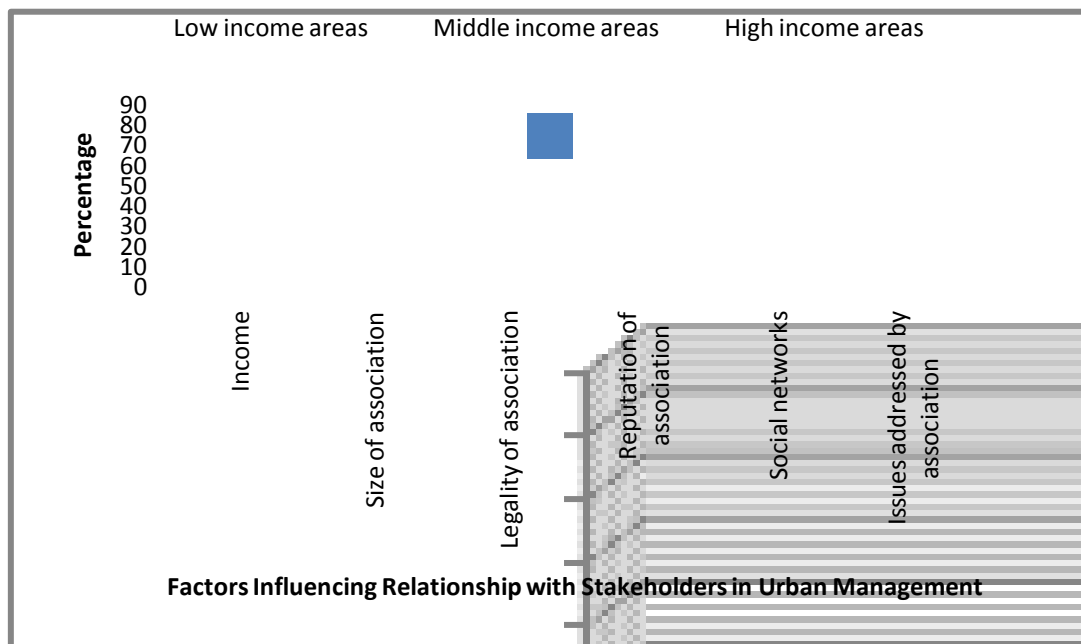 Low income areas Middle income areas High income areas
90
80
70
60
50
40
30
20
10
0
Percentage
Income
Size of association
Legality of association
Reputation of
association
Social networks
Issues addressed by
association
Factors Influencing Relationship with Stakeholders in Urban Management